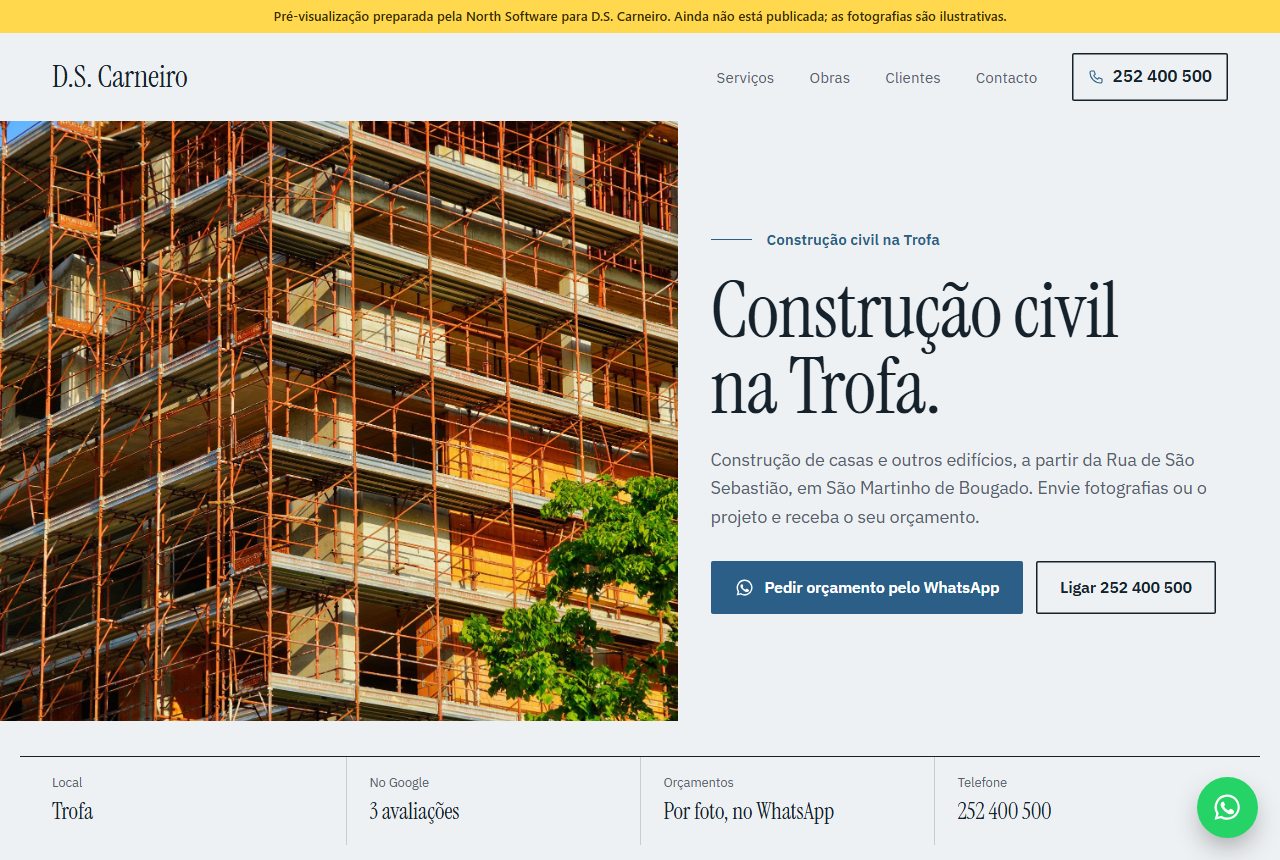 Pré-visualização preparada pela North Software para D.S. Carneiro. Ainda não está publicada; as fotografias são ilustrativas.
D.S. Carneiro
Serviços
Obras
Clientes
Contacto
252 400 500
Construção civil na Trofa
Construção civil
na Trofa.
Construção de casas e outros edifícios, a partir da Rua de São
Sebastião, em São Martinho de Bougado. Envie fotografias ou o
projeto e receba o seu orçamento.
Pedir orçamento pelo WhatsApp
Ligar 252 400 500
Local
Trofa
No Google
3 avaliações
Orçamentos
Por foto, no WhatsApp
Telefone
252 400 500